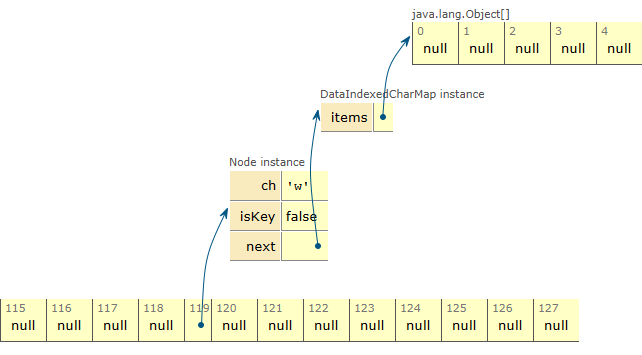 java.lang.Object[]
0 1 2 3 4
null null null null null
DataIndexedCharMap instance
items
Node instance
ch 'w'
isKey false
next
115 116 117 118 119 120 121 122 123 124 125 126 127
null null null null null null null null null null null null